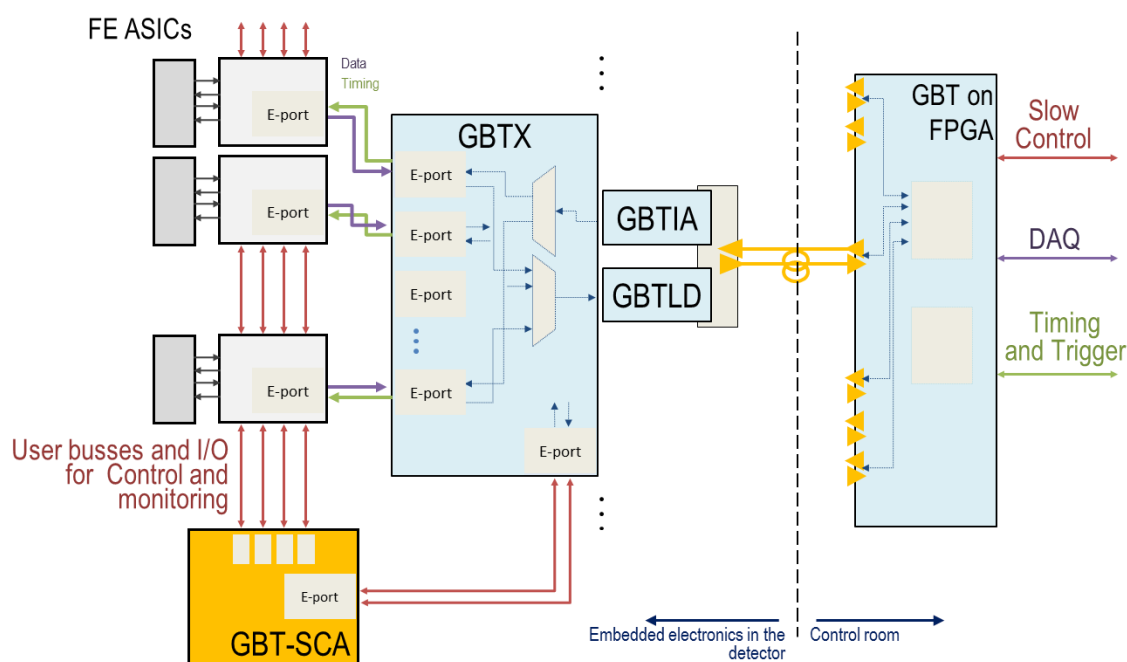 FE ASICs
Data
Timing
E-port
E-port
E-port
User busses and I/O
for Control and
monitoring
E-port
GBT-SCA
GBTX
E-port
E-port
E-port
E-port
E-port
GBTIA
GBTLD
GBT on
FPGA
Slow
Control
DAQ
Timing
and Trigger
Embedded electronics in the
detector
Control room